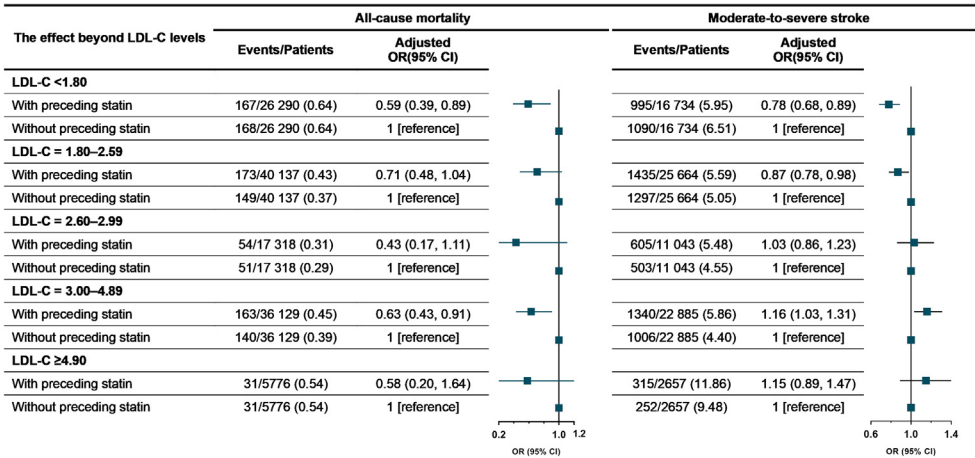 The effect beyond LDL-C levels
All-cause mortality
Moderate-to-severe stroke
Events/Patients
Adjusted
OR(95% CI)
Events/Patients
Adjusted
OR(95% CI)
LDL-C <1.80
With preceding statin 167/26 290 (0.64) 0.59 (0.39, 0.89) 995/16 734 (5.95) 0.78 (0.68, 0.89)
Without preceding statin 168/26 290 (0.64) 1 [reference] 1090/16 734 (6.51) 1 [reference]
LDL-C = 1.80–2.59
With preceding statin 173/40 137 (0.43) 0.71 (0.48, 1.04) 1435/25 664 (5.59) 0.87 (0.78, 0.98)
Without preceding statin 149/40 137 (0.37) 1 [reference] 1297/25 664 (5.05) 1 [reference]
LDL-C = 2.60–2.99
With preceding statin 54/17 318 (0.31) 0.43 (0.17, 1.11) 605/11 043 (5.48) 1.03 (0.86, 1.23)
Without preceding statin 51/17 318 (0.29) 1 [reference] 503/11 043 (4.55) 1 [reference]
LDL-C = 3.00–4.89
With preceding statin 163/36 129 (0.45) 0.63 (0.43, 0.91) 1340/22 885 (5.86) 1.16 (1.03, 1.31)
Without preceding statin 140/36 129 (0.39) 1 [reference] 1006/22 885 (4.40) 1 [reference]
LDL-C ≥4.90
With preceding statin 31/5776 (0.54) 0.58 (0.20, 1.64) 315/2657 (11.86) 1.15 (0.89, 1.47)
Without preceding statin 31/5776 (0.54) 1 [reference] 252/2657 (9.48) 1 [reference]
0.2 1.0 1.2 0.6 1.0 1.4
OR (95% CI) OR (95% CI)